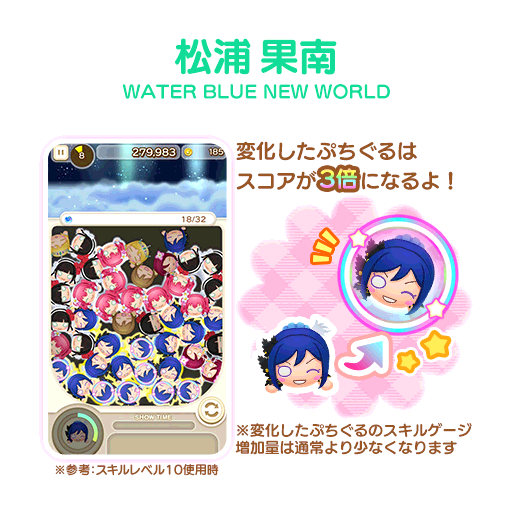 松浦 果南
WATER BLUE NEW WORLD
8
279,983
185
変化したぷちぐるは
スコアが3倍になるよ！
18/32
SHOW TIME
※変化したぷちぐるのスキルゲージ
増加量は通常より少なくなります
※参考:スキルレベル10使用時